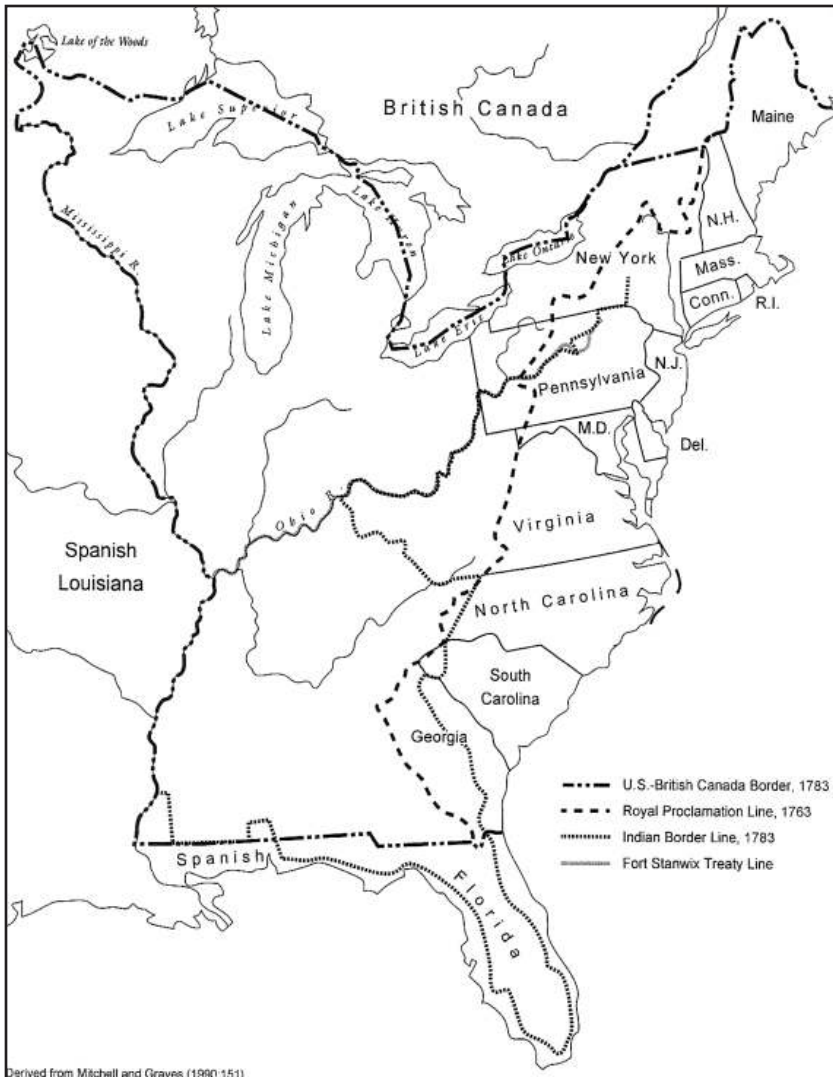 Lake of the Woods
Lake Superior
British Canada
Maine
Mississippi R.
Lake Michigan
Lake Huron
Lake Ontario
N.H.
New York
Mass.
Conn.
R.I.
Lake Erie
Pennsylvania
N.J.
M.D.
Del.
Ohio R.
Virginia
Spanish
Louisiana
North Carolina
South
Carolina
Georgia
U.S.-British Canada Border, 1783
Royal Proclamation Line, 1763
Indian Border Line, 1783
Fort Stanwix Treaty Line
Spanish
Florida
Derived from Mitchell and Graves (1990:151)